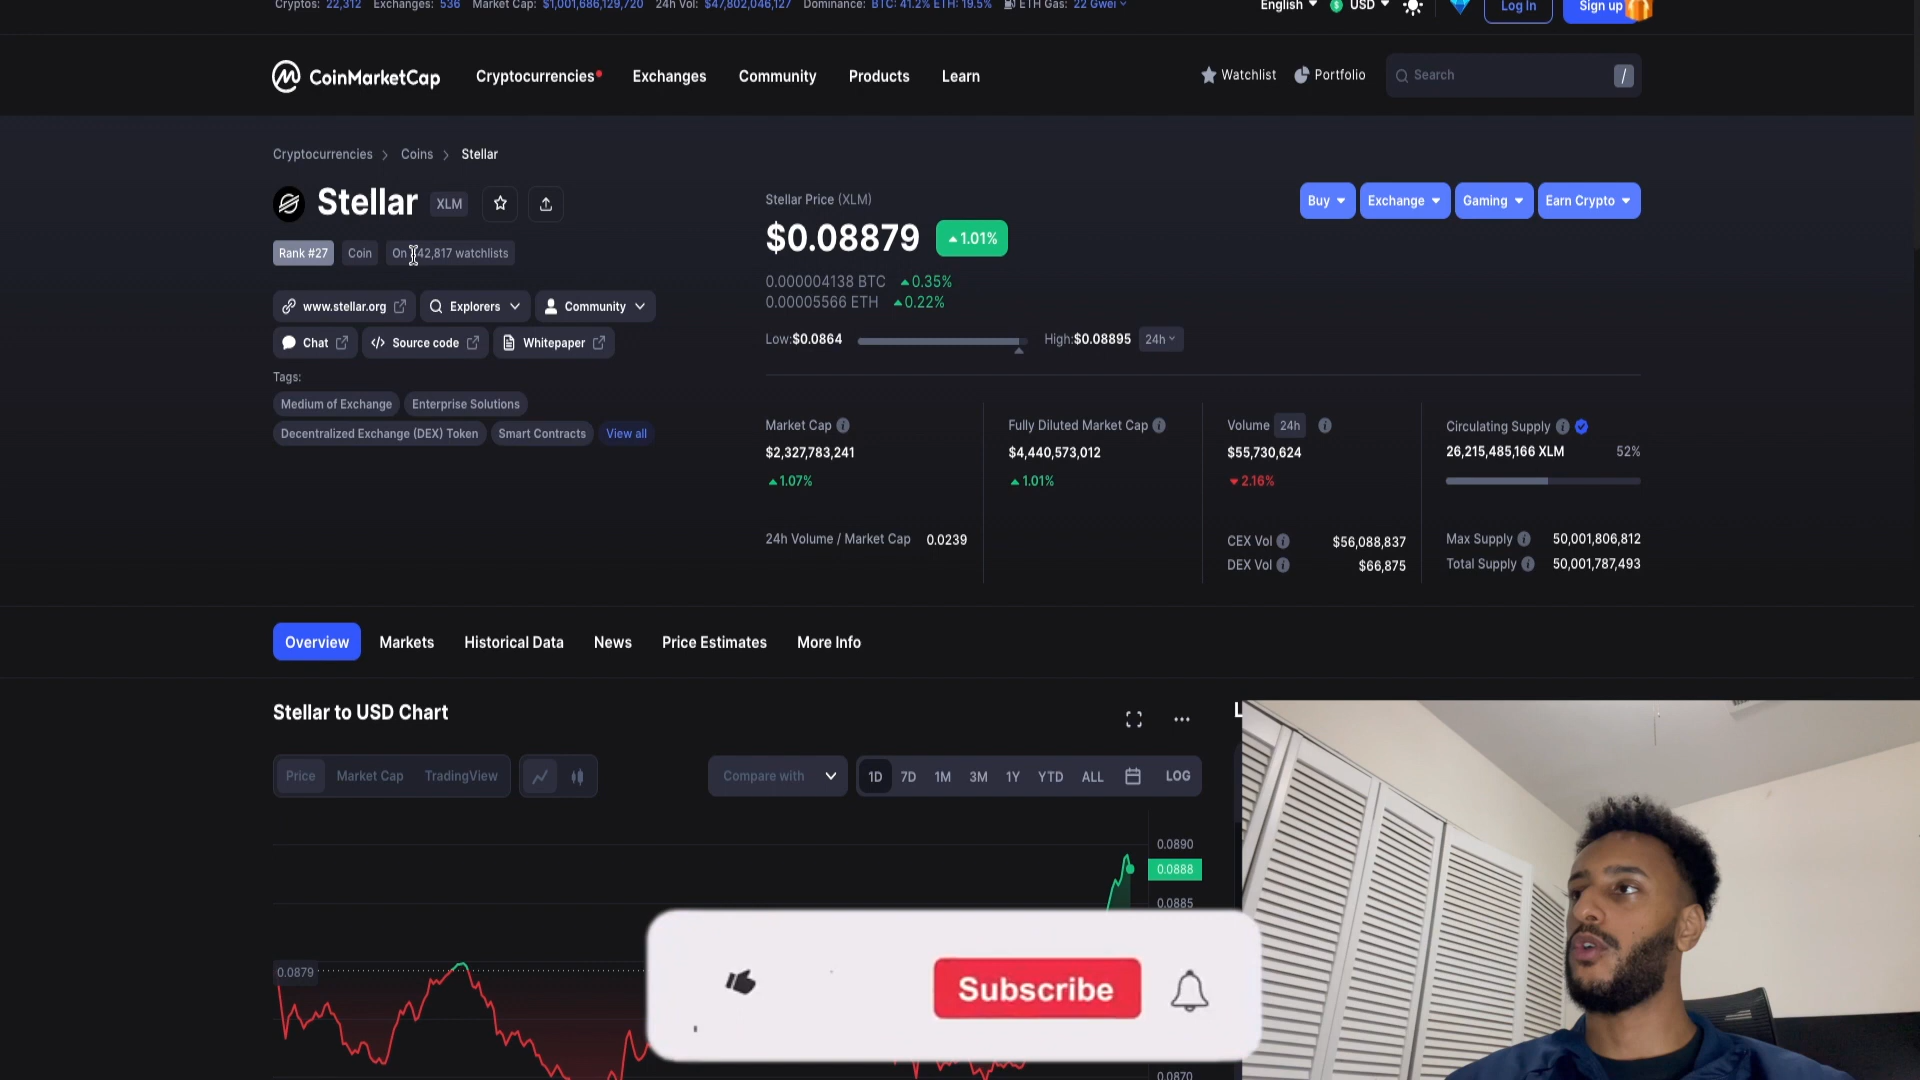 Cryptos: 22,312 Exchanges: 536 Market Cap: $1,001,686,129,720 24h Vol: $47,802,046,127 Dominance: BTC: 41.2% ETH: 19.5% ETH Gas: 22 Gwei
English USD Log In Sign up
CoinMarketCap Cryptocurrencies Exchanges Community Products Learn
Watchlist Portfolio Search /
Cryptocurrencies > Coins > Stellar
Stellar XLM
Rank #27 Coin On 42,817 watchlists
www.stellar.org Explorers Community
Chat Source code Whitepaper
Tags:
Medium of Exchange Enterprise Solutions
Decentralized Exchange (DEX) Token Smart Contracts View all
Stellar Price (XLM)
$0.08879 1.01%
0.000004138 BTC 0.35%
0.00005566 ETH 0.22%
Low:$0.0864 High:$0.08895 24h
Buy Exchange Gaming Earn Crypto
Market Cap
$2,327,783,241
1.07%
24h Volume / Market Cap 0.0239
Fully Diluted Market Cap
$4,440,573,012
1.01%
Volume 24h
$55,730,624
2.16%
CEX Vol $56,088,837
DEX Vol $66,875
Circulating Supply
26,215,485,166 XLM 52%
Max Supply 50,001,806,812
Total Supply 50,001,787,493
Overview Markets Historical Data News Price Estimates More Info
Stellar to USD Chart
Price Market Cap TradingView
Compare with 1D 7D 1M 3M 1Y YTD ALL LOG
0.0890
0.0888
0.0885
0.0879
0.0870
Subscribe